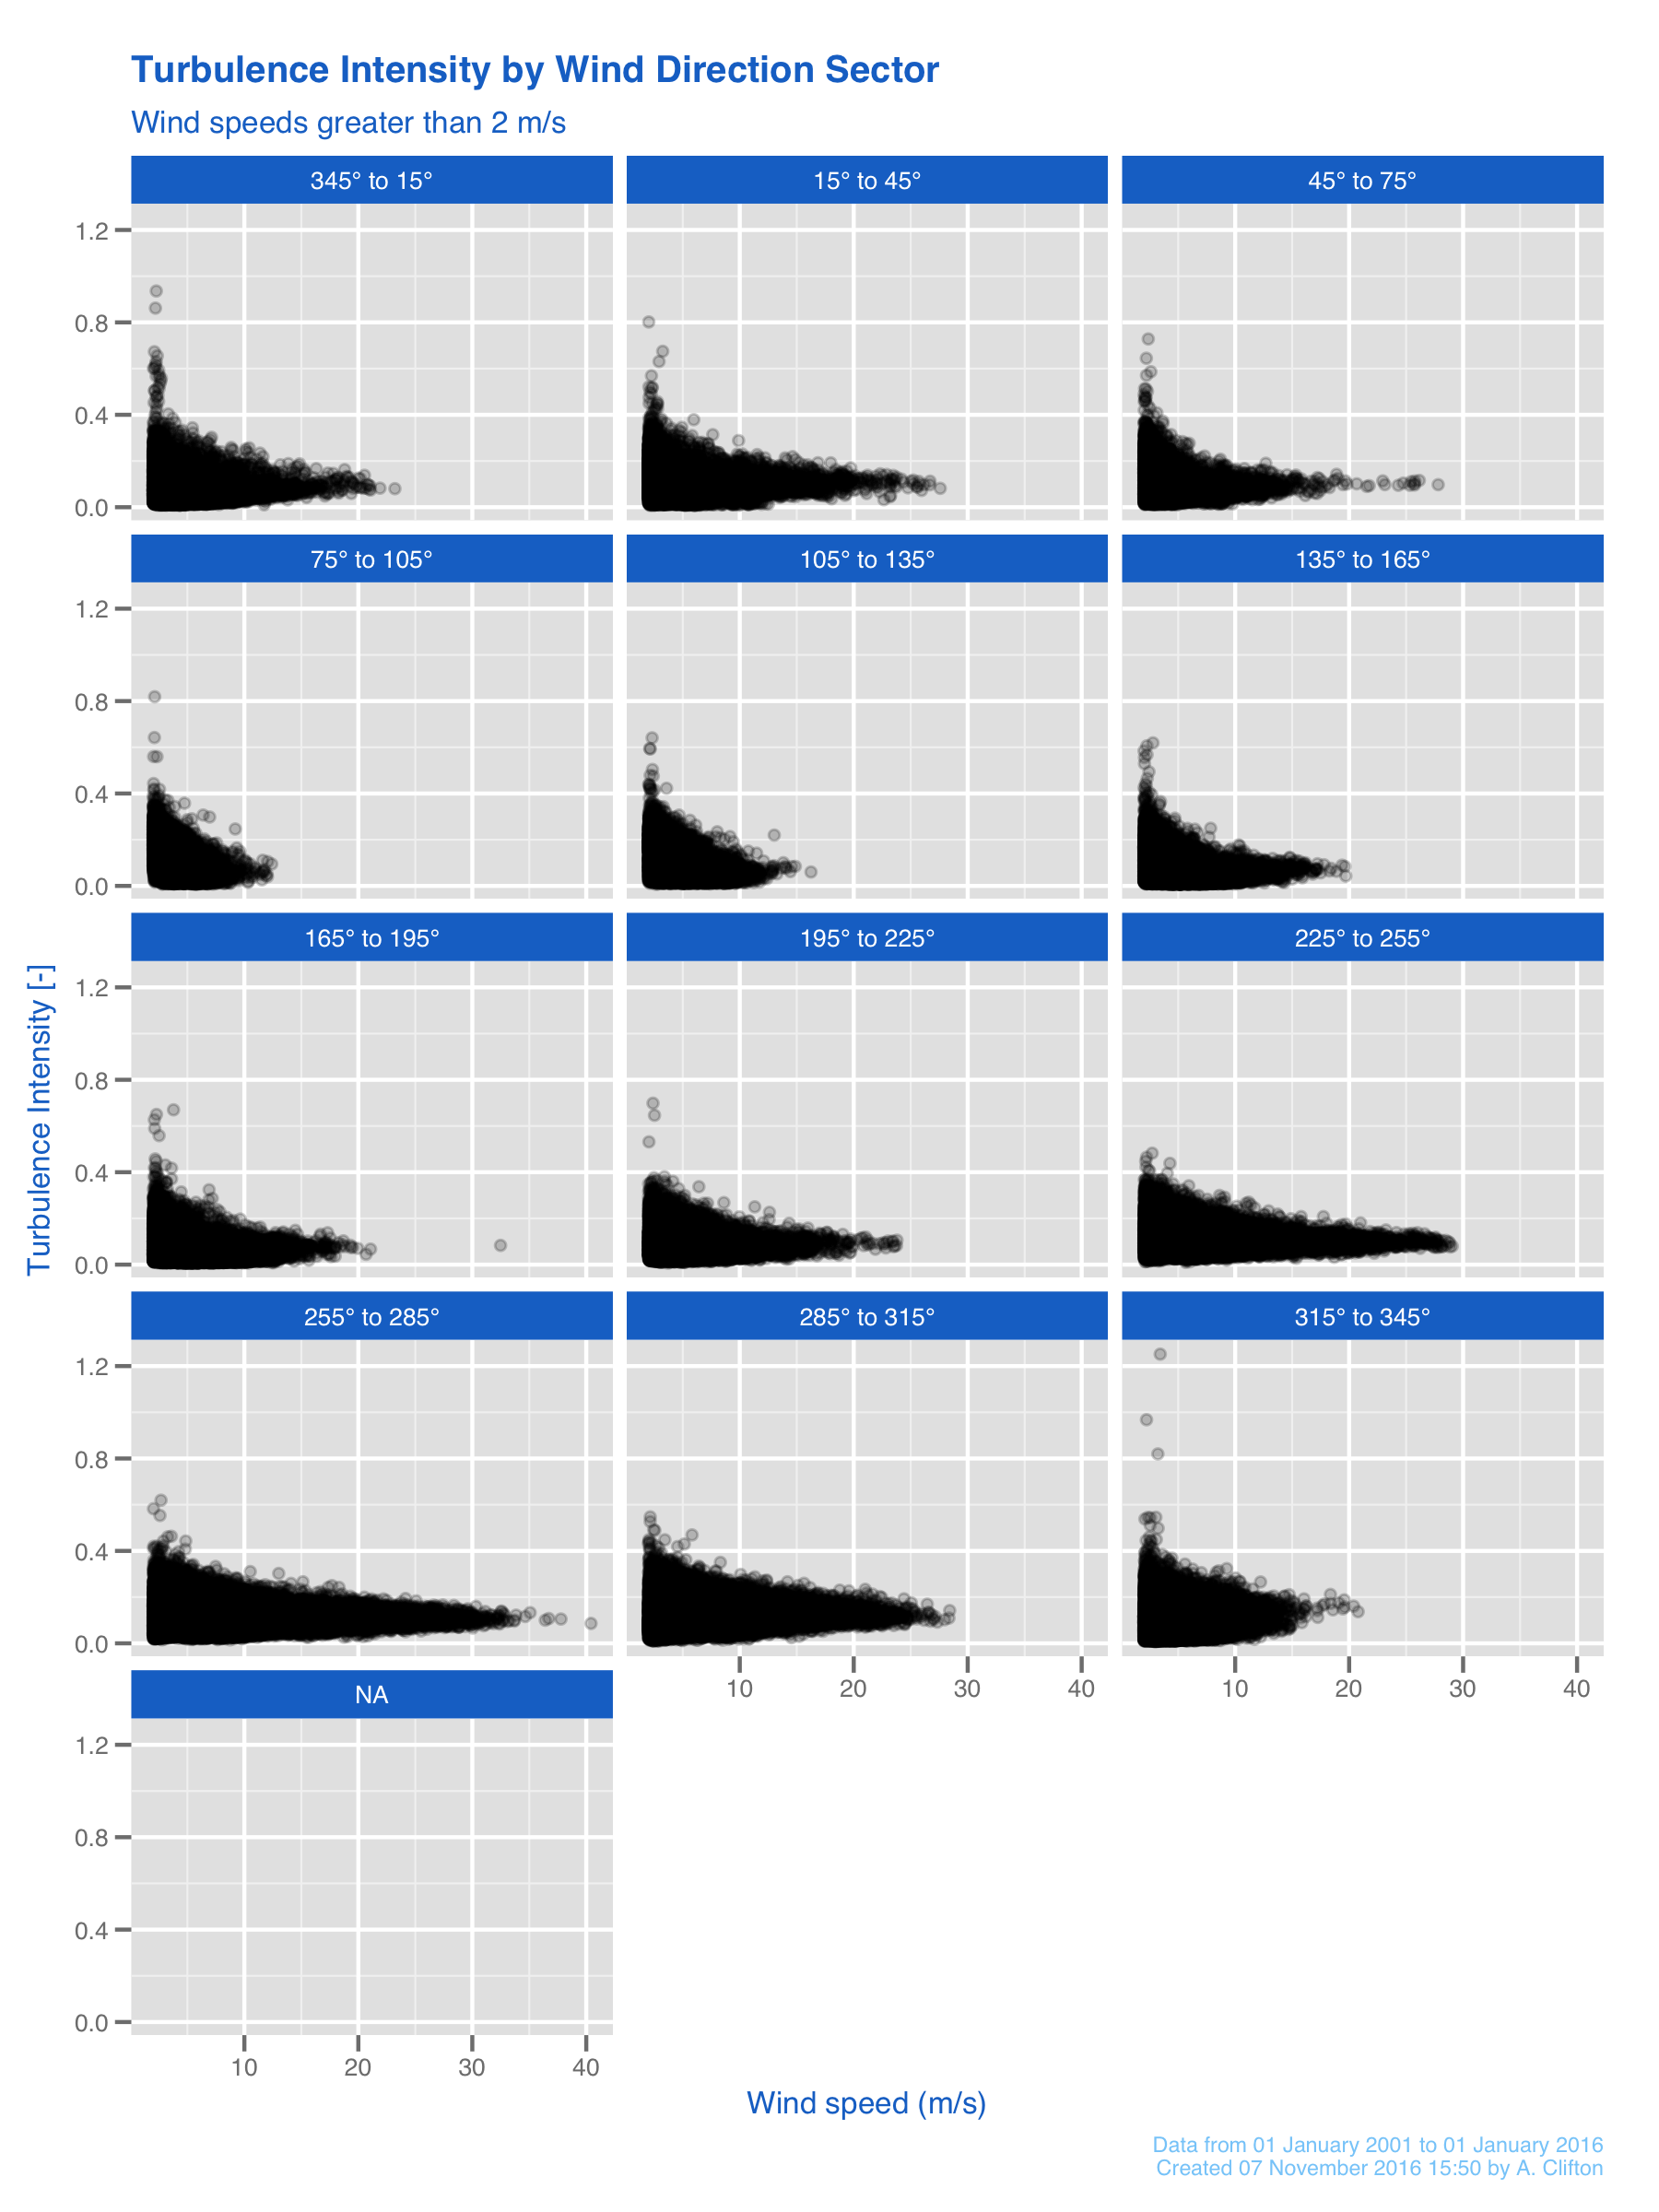 Turbulence Intensity by Wind Direction Sector
Wind speeds greater than 2 m/s
345° to 15°
15° to 45°
45° to 75°
1.2
0.8
0.4
0.0
75° to 105°
105° to 135°
135° to 165°
1.2
0.8
0.4
0.0
165° to 195°
195° to 225°
225° to 255°
1.2
0.8
0.4
0.0
Turbulence Intensity [-]
255° to 285°
285° to 315°
315° to 345°
1.2
0.8
0.4
0.0
10 20 30 40
10 20 30 40
NA
1.2
0.8
0.4
0.0
10 20 30 40
Wind speed (m/s)
Data from 01 January 2001 to 01 January 2016
Created 07 November 2016 15:50 by A. Clifton